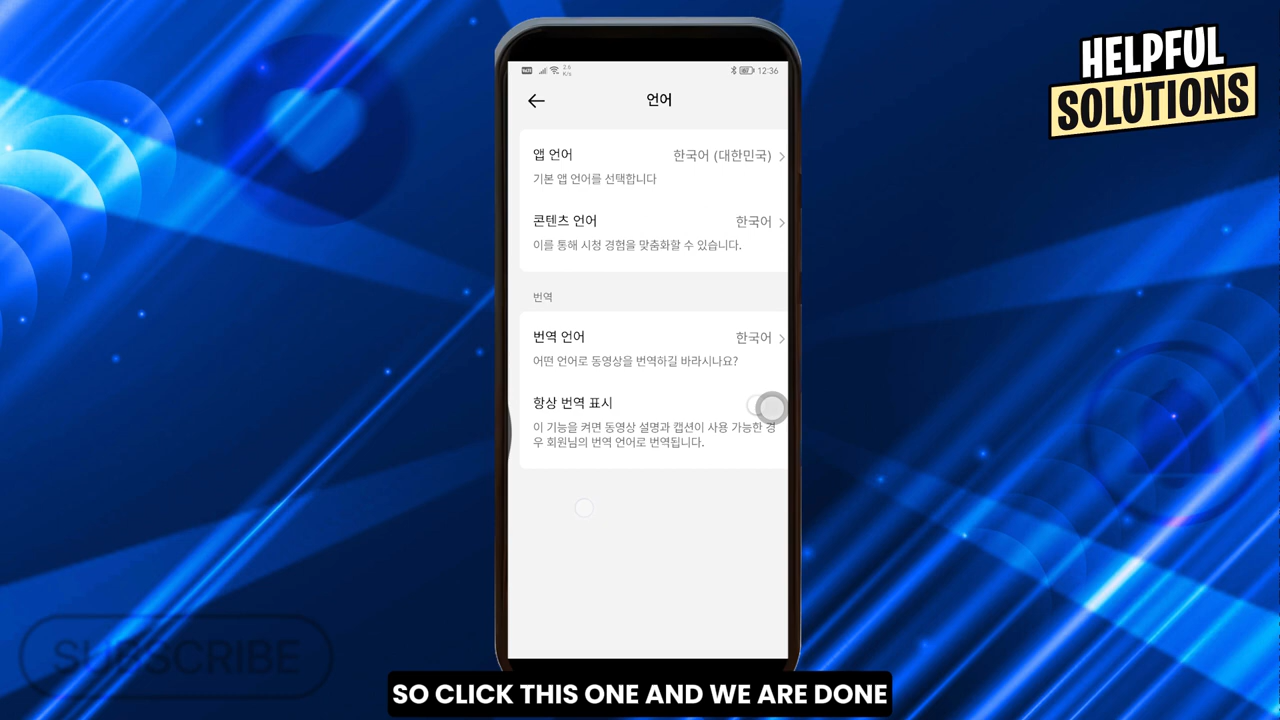 HELPFUL
SOLUTIONS
2.6
K/s
12:36
언어
앱 언어
한국어 (대한민국)
기본 앱 언어를 선택합니다
콘텐츠 언어
한국어
이를 통해 시청 경험을 맞춤화할 수 있습니다.
번역
번역 언어
한국어
어떤 언어로 동영상을 번역하길 바라시나요?
항상 번역 표시
이 기능을 켜면 동영상 설명과 캡션이 사용 가능한 경
우 회원님의 번역 언어로 번역됩니다.
SUBSCRIBE
SO CLICK THIS ONE AND WE ARE DONE